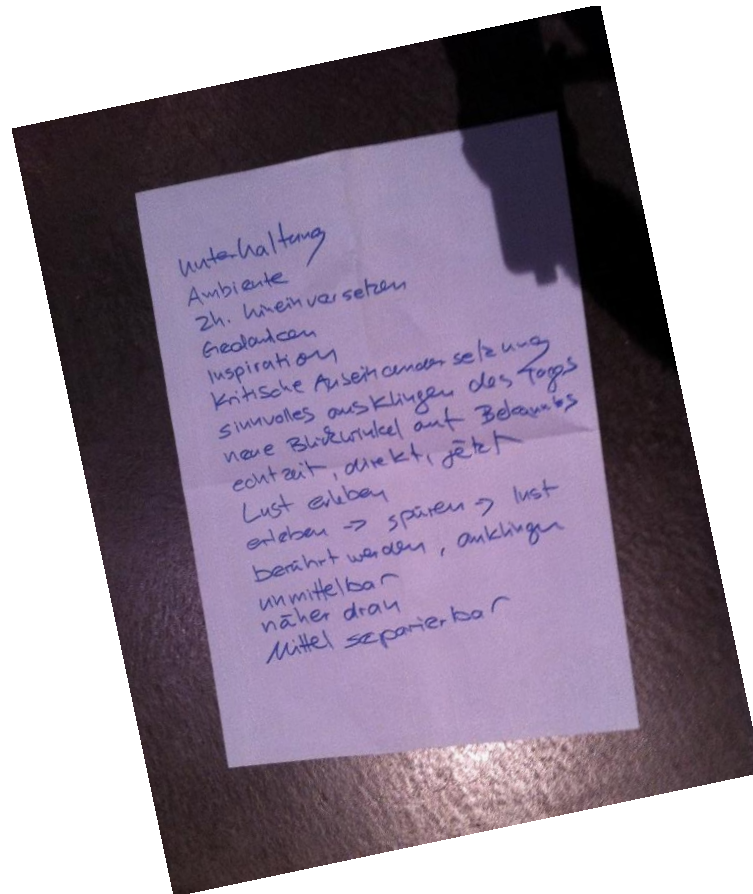 Unterhaltung
Ambiente
2h. hineinversetzen
Gedanken
Inspiration
kritische Auseinandersetzung
sinnvolles ausklingen des Tages
neue Blickwinkel auf Bekanntes
echtzeit, direkt, jetzt
Lust erleben
erleben → spüren → lust
berührt werden, anklingen
unmittelbar
näher dran
Mittel separierbar